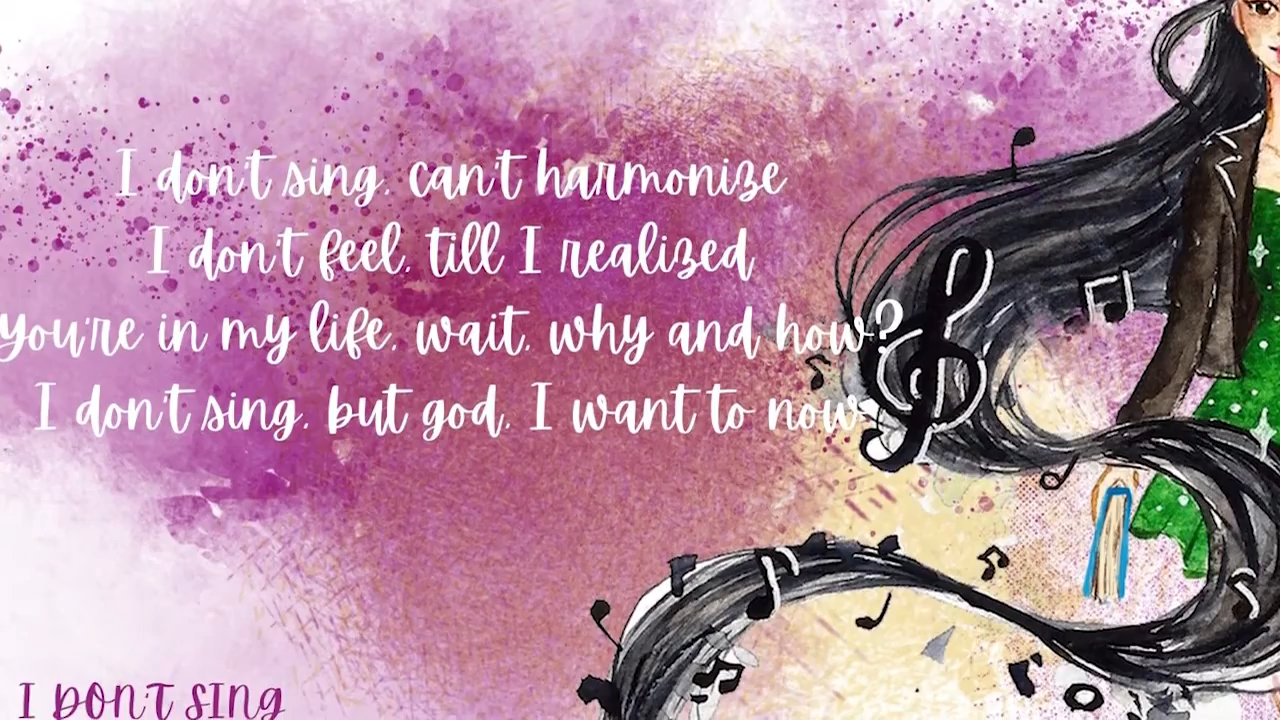 I don't sing, can't harmonize
I don't feel, till I realized
you're in my life, wait, why and how?
I don't sing, but god, I want to now
I DON'T SING